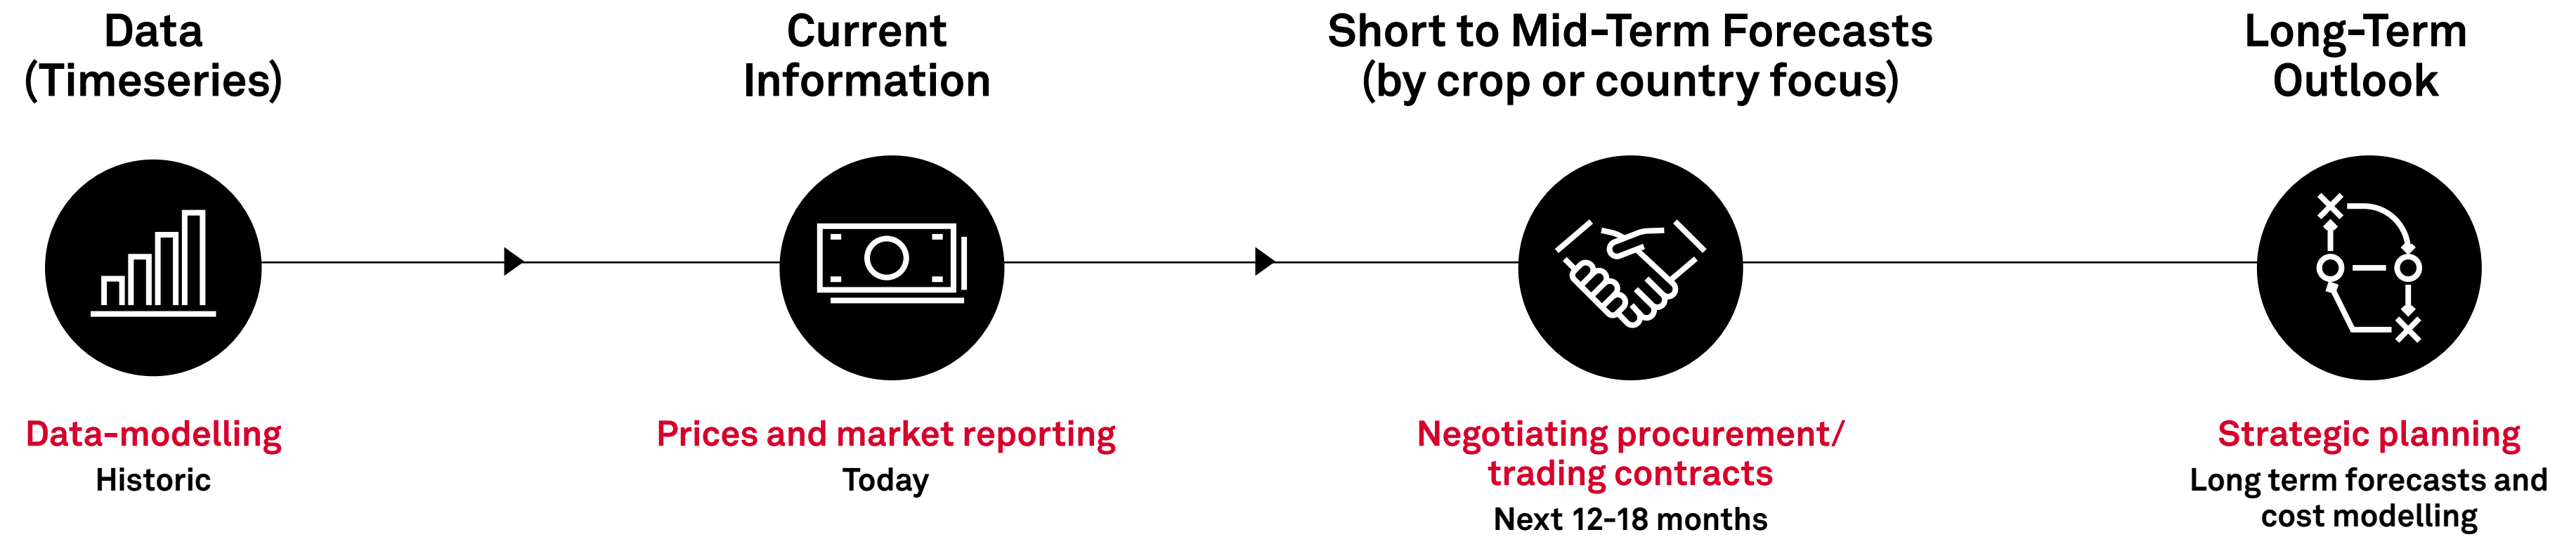 Data
(Timeseries)
Current
Information
Short to Mid-Term Forecasts
(by crop or country focus)
Long-Term
Outlook
Data-modelling
Historic
Prices and market reporting
Today
Negotiating procurement/
trading contracts
Next 12-18 months
Strategic planning
Long term forecasts and
cost modelling